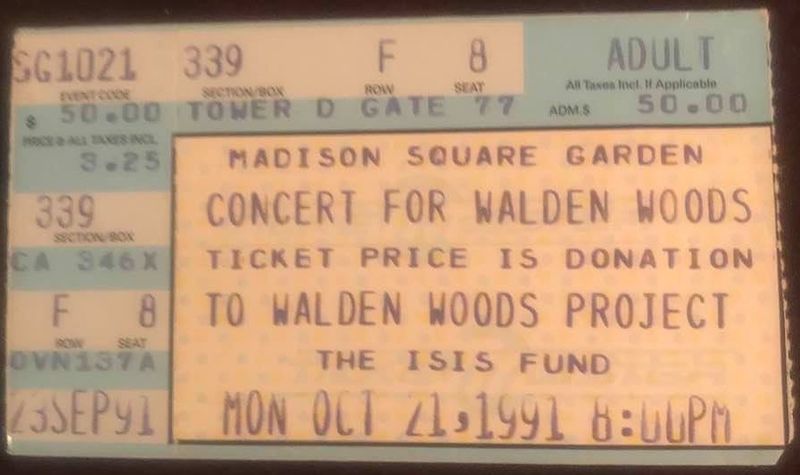 SG1021 339 F 8 ADULT
EVENT CODE SECTION/BOX ROW SEAT All Taxes Incl. If Applicable
$ 50.00 TOWER D GATE 77 ADM.$ 50.00
PRICE & ALL TAXES INCL.
3.25
MADISON SQUARE GARDEN
339
SECTION/BOX
CONCERT FOR WALDEN WOODS
CA 346X
TICKET PRICE IS DONATION
F 8
ROW SEAT
TO WALDEN WOODS PROJECT
OVN137A
THE ISIS FUND
23SEP91
MON OCT 21,1991 8:00PM